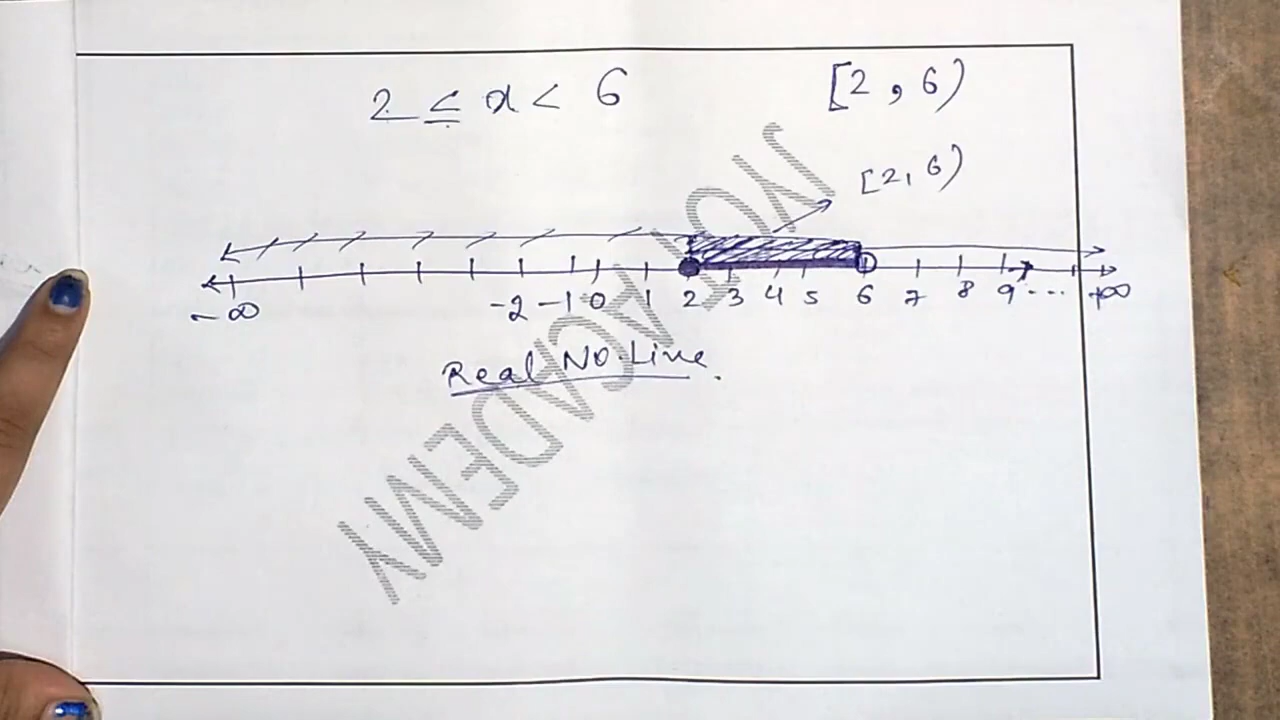 2 ≤ x < 6 [2, 6)
[2, 6)
-∞ -2 -1 0 1 2 3 4 5 6 7 8 9 .... +∞
Real No. Line.